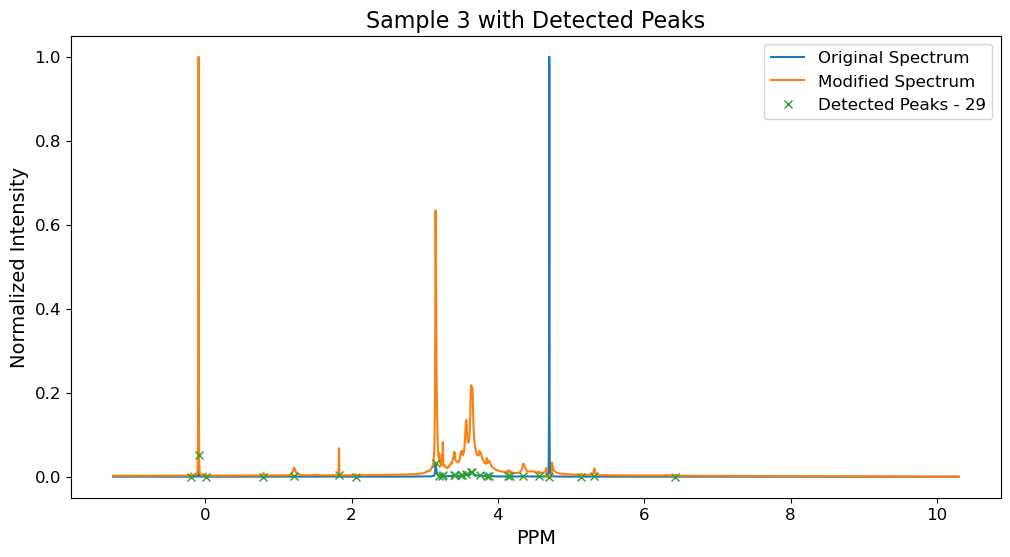 Sample 3 with Detected Peaks
Original Spectrum
Modified Spectrum
Detected Peaks - 29
Normalized Intensity
1.0
0.8
0.6
0.4
0.2
0.0
0 2 4 6 8 10
PPM